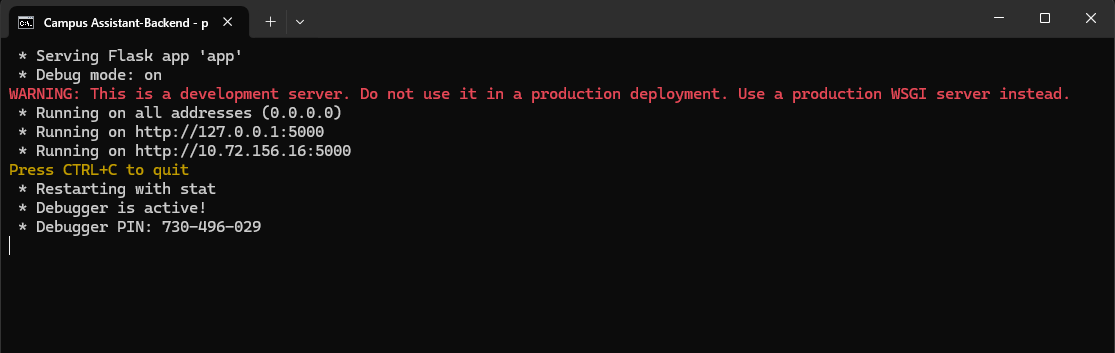 Campus Assistant-Backend - p
* Serving Flask app 'app'
* Debug mode: on
WARNING: This is a development server. Do not use it in a production deployment. Use a production WSGI server instead.
* Running on all addresses (0.0.0.0)
* Running on http://127.0.0.1:5000
* Running on http://10.72.156.16:5000
Press CTRL+C to quit
* Restarting with stat
* Debugger is active!
* Debugger PIN: 730-496-029